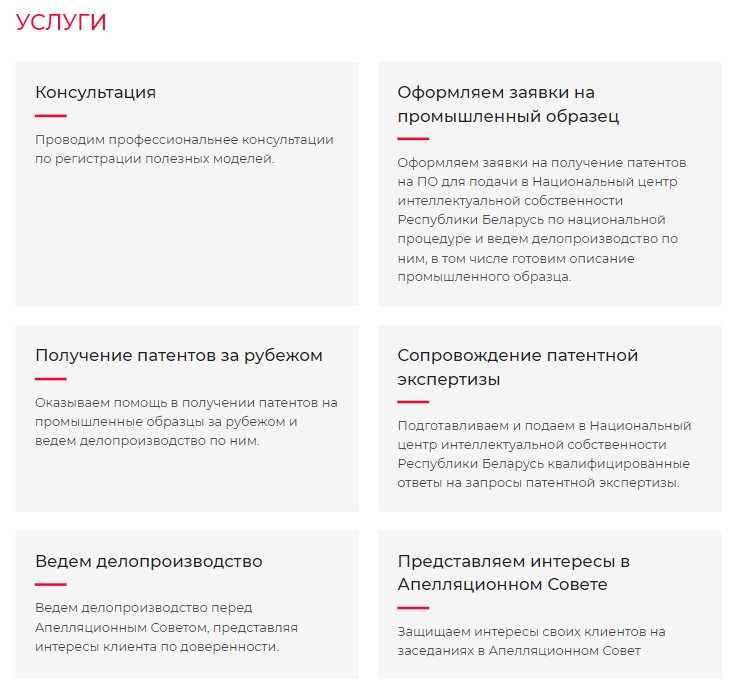 УСЛУГИ
Консультация
Проводим профессиональнее консультации
по регистрации полезных моделей.
Оформляем заявки на
промышленный образец
Оформляем заявки на получение патентов
на ПО для подачи в Национальный центр
интеллектуальной собственности
Республики Беларусь по национальной
процедуре и ведем делопроизводство по
ним, в том числе готовим описание
промышленного образца.
Получение патентов за рубежом
Оказываем помощь в получении патентов на
промышленные образцы за рубежом и
ведем делопроизводство по ним.
Сопровождение патентной
экспертизы
Подготавливаем и подаем в Национальный
центр интеллектуальной собственности
Республики Беларусь квалифицированные
ответы на запросы патентной экспертизы.
Ведем делопроизводство
Ведем делопроизводство перед
Апелляционным Советом, представляя
интересы клиента по доверенности.
Представляем интересы в
Апелляционном Совете
Защищаем интересы своих клиентов на
заседаниях в Апелляционном Совет